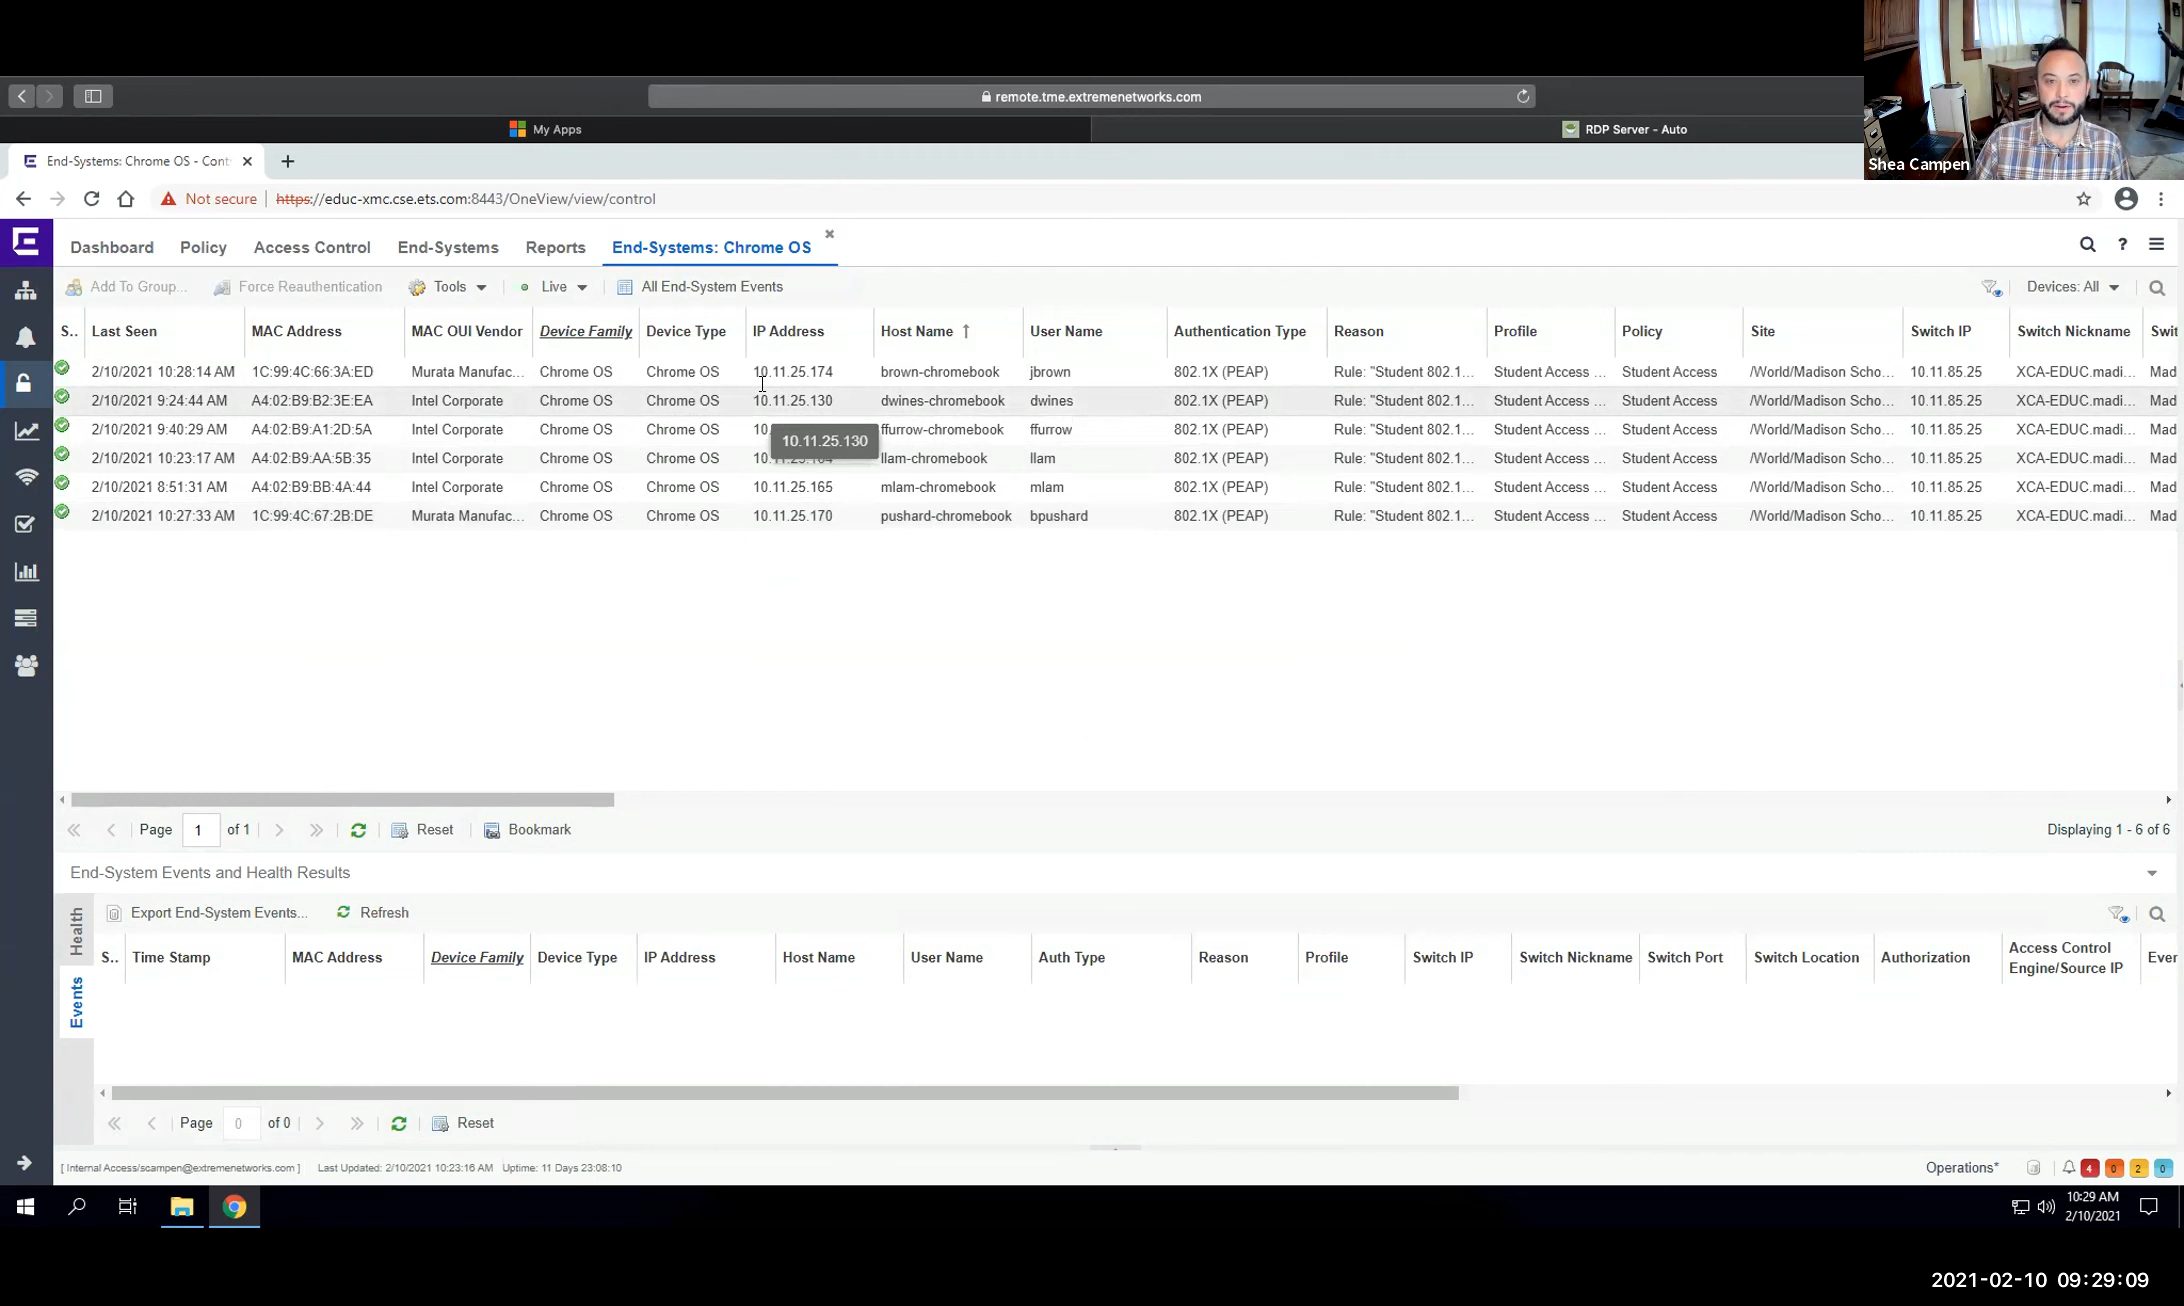 remote.tme.extremenetworks.com
My Apps
RDP Server - Auto
Shea Campen
End-Systems: Chrome OS - Cont
Not secure https://educ-xmc.cse.ets.com:8443/OneView/view/control
Dashboard Policy Access Control End-Systems Reports End-Systems: Chrome OS
Add To Group... Force Reauthentication Tools Live All End-System Events Devices: All
S.. Last Seen MAC Address MAC OUI Vendor Device Family Device Type IP Address Host Name User Name Authentication Type Reason Profile Policy Site Switch IP Switch Nickname Swit
2/10/2021 10:28:14 AM 1C:99:4C:66:3A:ED Murata Manufac... Chrome OS Chrome OS 10.11.25.174 brown-chromebook jbrown 802.1X (PEAP) Rule: "Student 802.1... Student Access ... Student Access /World/Madison Scho... 10.11.85.25 XCA-EDUC.madi... Mad
2/10/2021 9:24:44 AM A4:02:B9:B2:3E:EA Intel Corporate Chrome OS Chrome OS 10.11.25.130 dwines-chromebook dwines 802.1X (PEAP) Rule: "Student 802.1... Student Access ... Student Access /World/Madison Scho... 10.11.85.25 XCA-EDUC.madi... Mad
2/10/2021 9:40:29 AM A4:02:B9:A1:2D:5A Intel Corporate Chrome OS Chrome OS 10. ffurrow-chromebook ffurrow 802.1X (PEAP) Rule: "Student 802.1... Student Access ... Student Access /World/Madison Scho... 10.11.85.25 XCA-EDUC.madi... Mad
10.11.25.130
2/10/2021 10:23:17 AM A4:02:B9:AA:5B:35 Intel Corporate Chrome OS Chrome OS llam-chromebook llam 802.1X (PEAP) Rule: "Student 802.1... Student Access ... Student Access /World/Madison Scho... 10.11.85.25 XCA-EDUC.madi... Mad
2/10/2021 8:51:31 AM A4:02:B9:BB:4A:44 Intel Corporate Chrome OS Chrome OS 10.11.25.165 mlam-chromebook mlam 802.1X (PEAP) Rule: "Student 802.1... Student Access ... Student Access /World/Madison Scho... 10.11.85.25 XCA-EDUC.madi... Mad
2/10/2021 10:27:33 AM 1C:99:4C:67:2B:DE Murata Manufac... Chrome OS Chrome OS 10.11.25.170 pushard-chromebook bpushard 802.1X (PEAP) Rule: "Student 802.1... Student Access ... Student Access /World/Madison Scho... 10.11.85.25 XCA-EDUC.madi... Mad
Page 1 of 1 Reset Bookmark Displaying 1 - 6 of 6
End-System Events and Health Results
Health
Events
Export End-System Events... Refresh
S.. Time Stamp MAC Address Device Family Device Type IP Address Host Name User Name Auth Type Reason Profile Switch IP Switch Nickname Switch Port Switch Location Authorization Access Control Engine/Source IP Ever
Page 0 of 0 Reset
[ Internal Access/scampen@extremenetworks.com ] Last Updated: 2/10/2021 10:23:16 AM Uptime: 11 Days 23:08:10 Operations* 4 0 2 0
10:29 AM
2/10/2021
2021-02-10 09:29:09